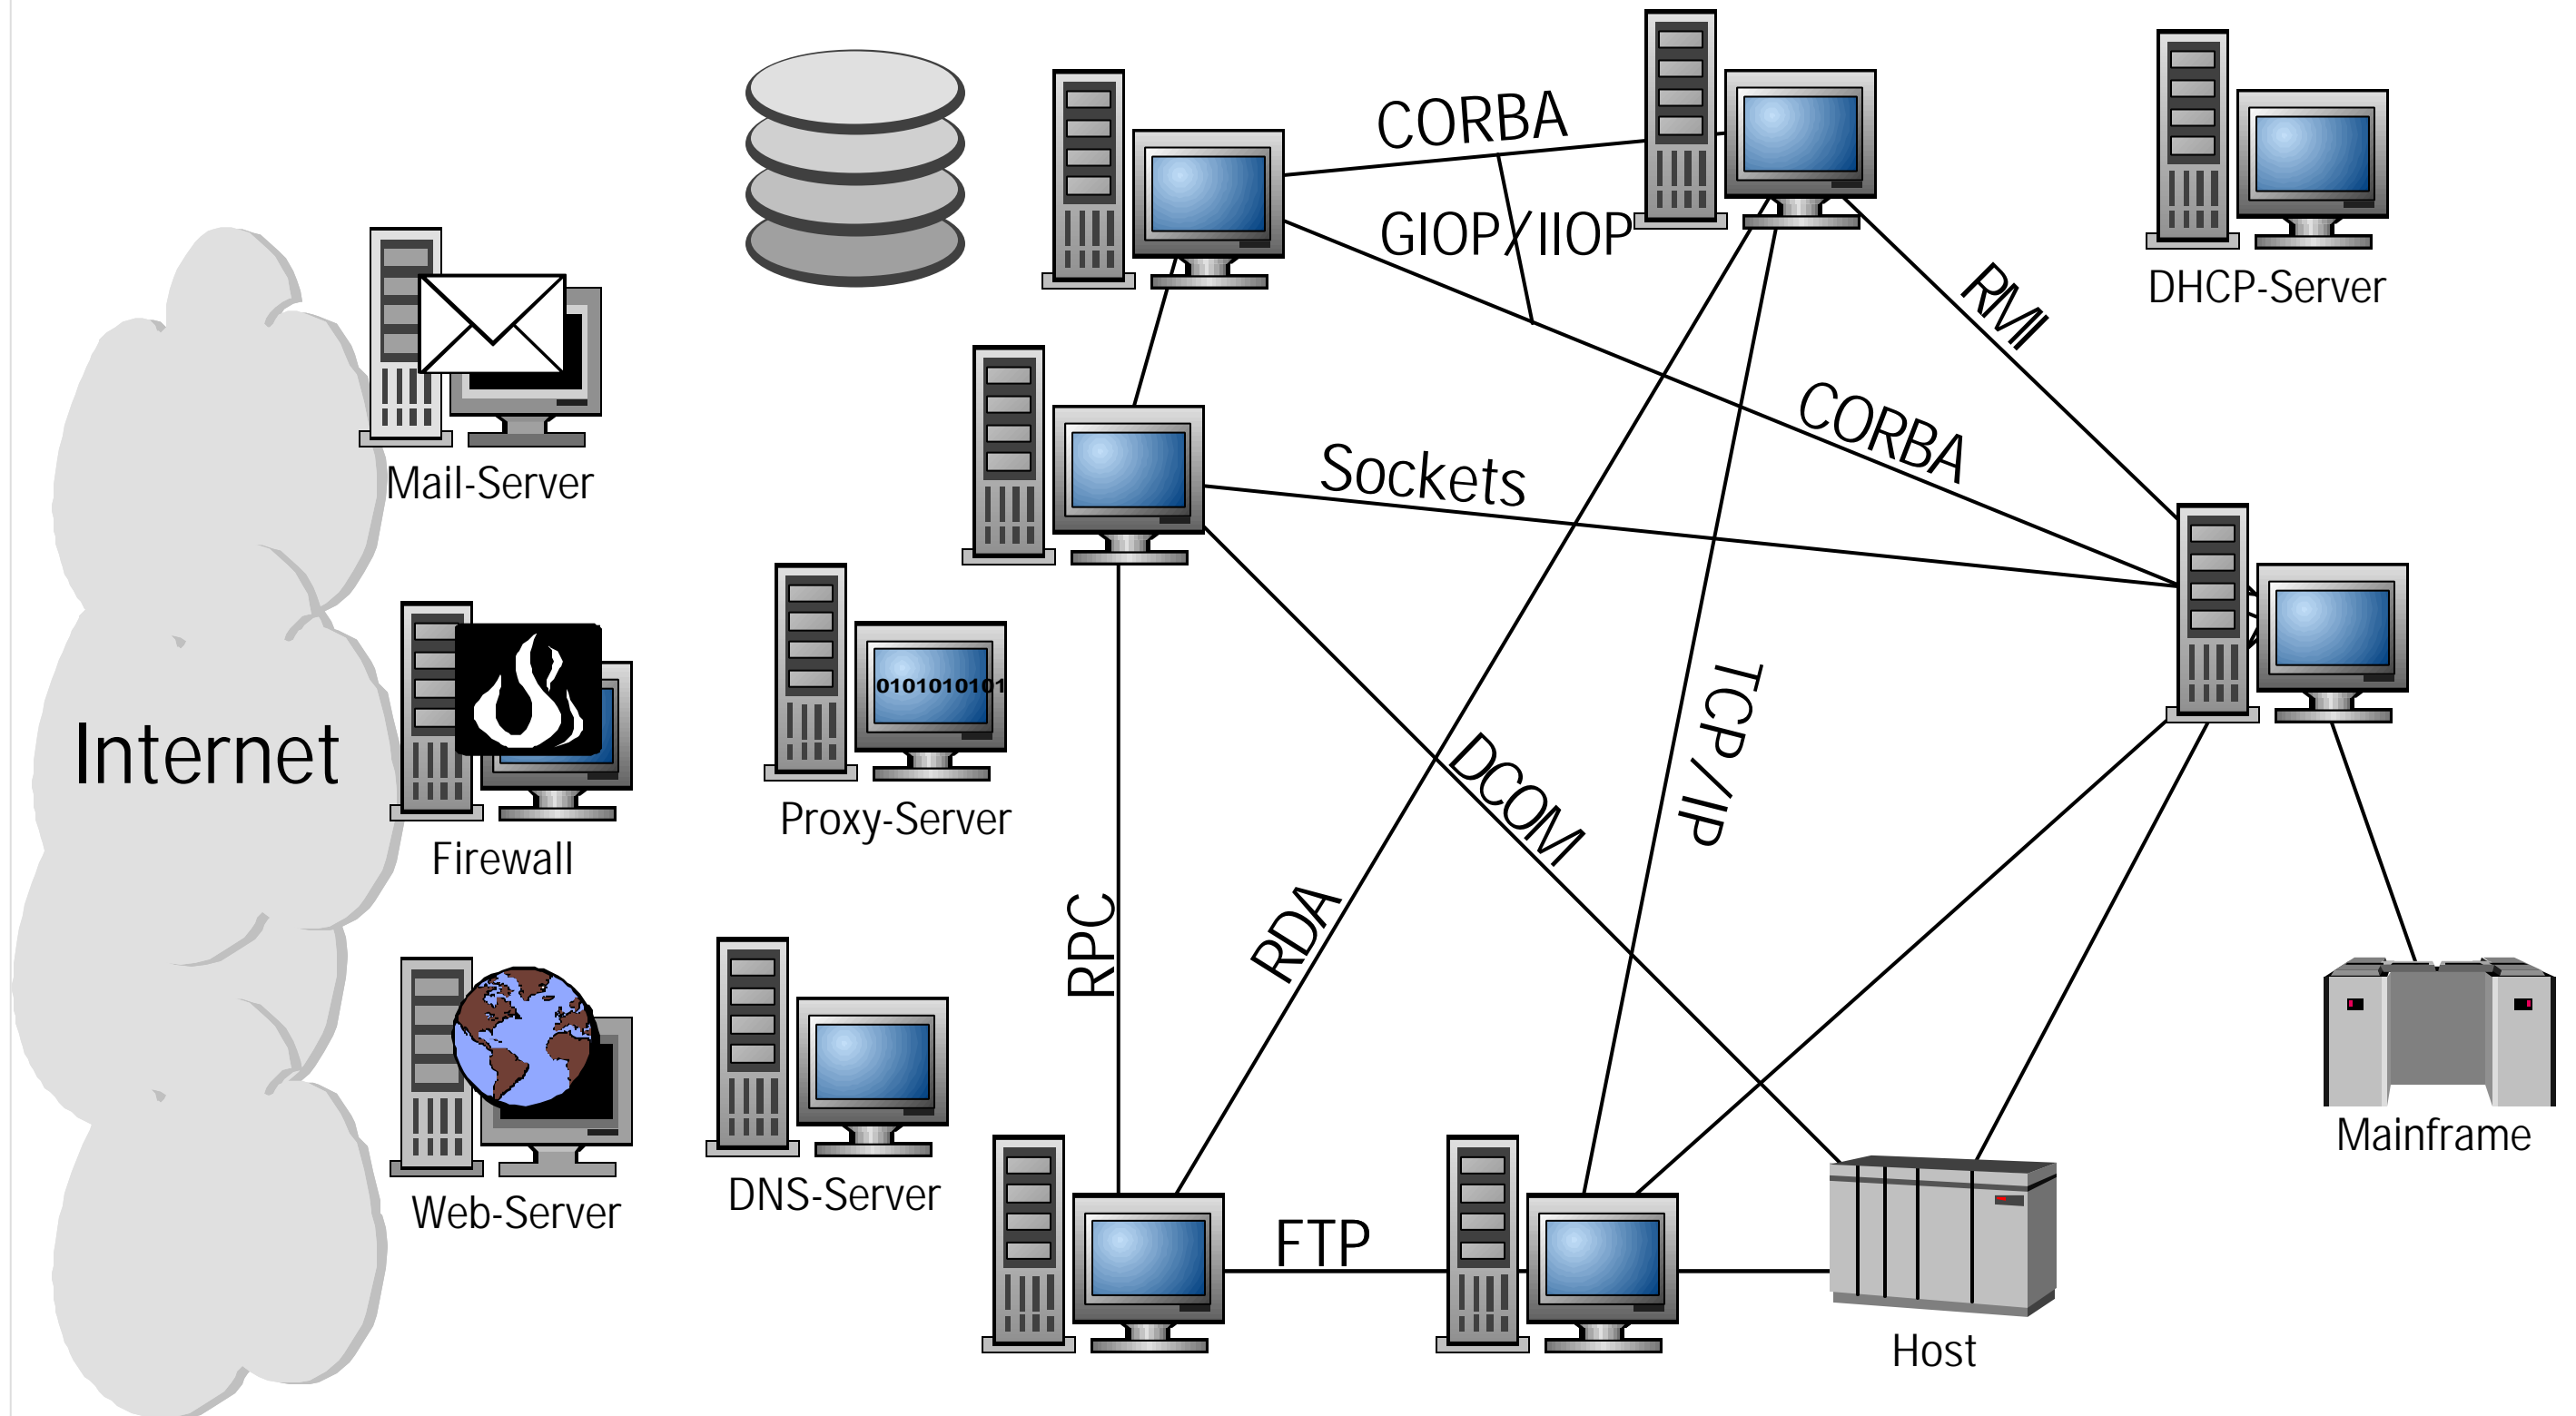 CORBA
GIOP/IIOP
DHCP-Server
RMI
Mail-Server
CORBA
Sockets
0101010101
Internet
Proxy-Server
Firewall
TCP/IP
DCOM
RPC
RDA
Mainframe
Web-Server
DNS-Server
FTP
Host